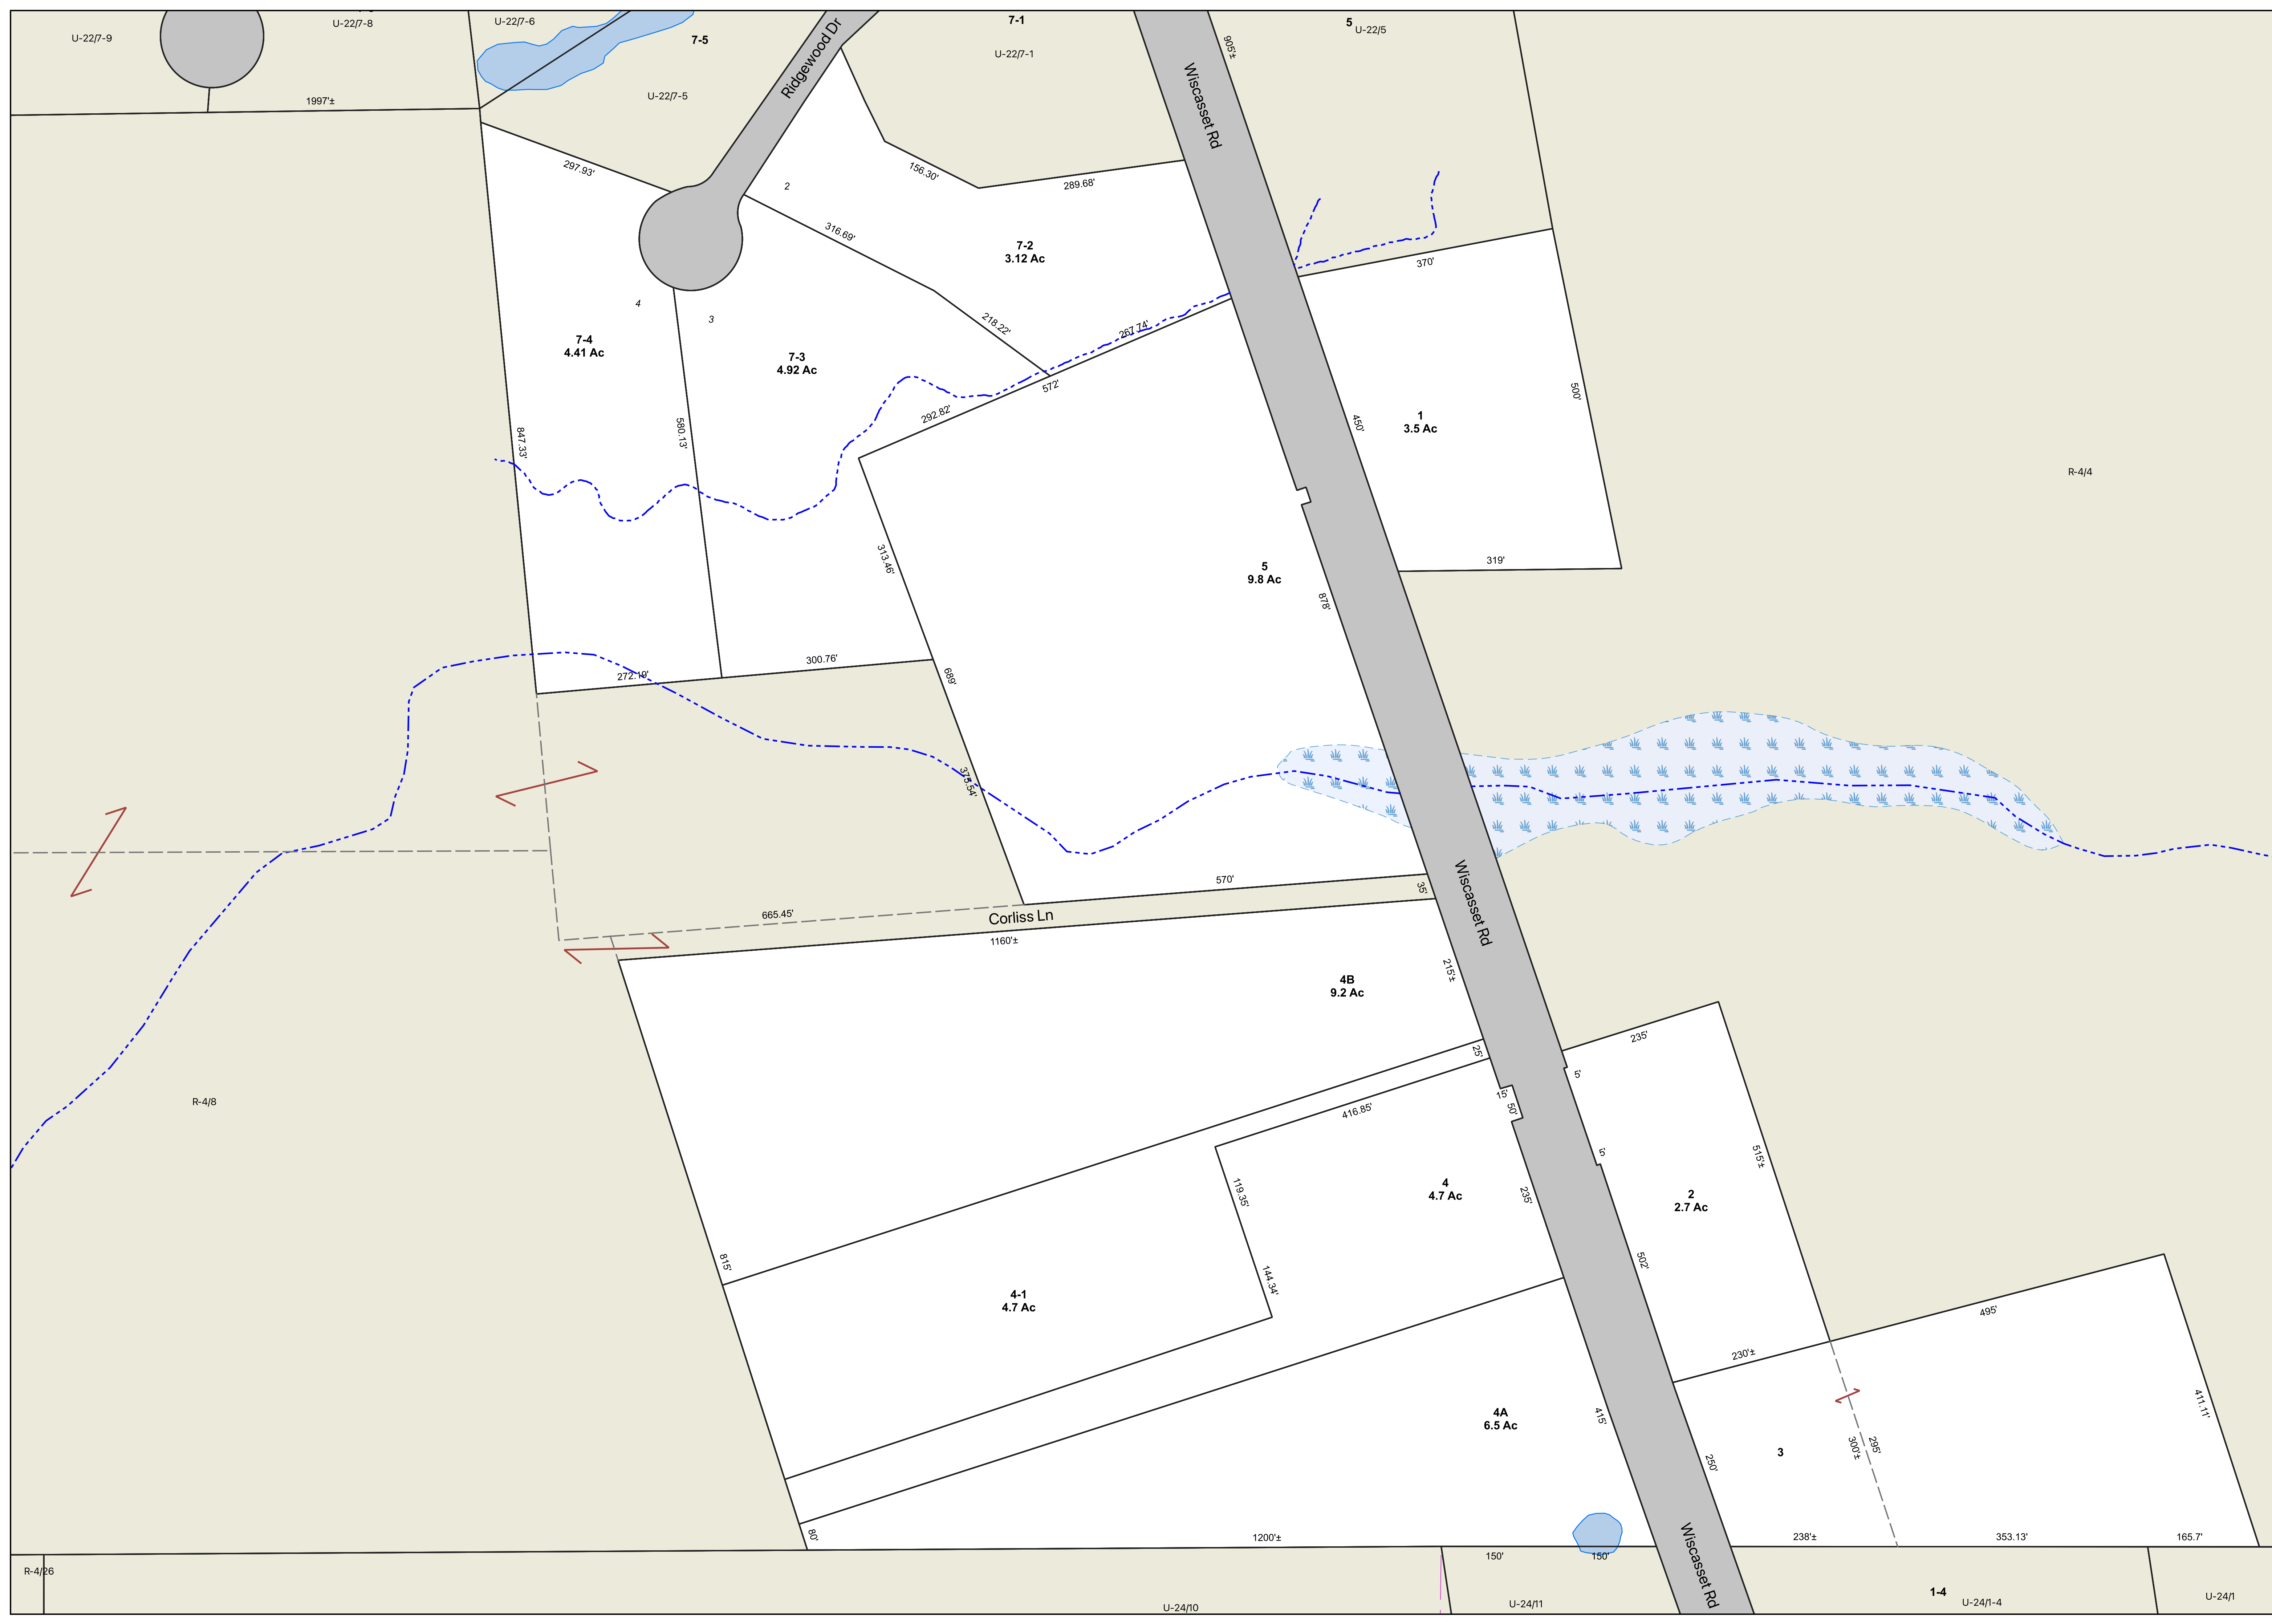 U-22/7-9
U-22/7-8
U-22/7-6
7-5
U-22/7-5
Ridgewood Dr
7-1
U-22/7-1
Wiscasset Rd
905'±
5
U-22/5
1997'±
297.93'
2
156.30'
289.68'
316.69'
7-2
3.12 Ac
370'
4
3
7-4
4.41 Ac
7-3
4.92 Ac
218.22'
267.74'
572'
292.82'
500'
450'
1
3.5 Ac
847.33'
580.13'
R-4/4
313.46'
5
9.8 Ac
319'
878'
300.76'
272.19'
689'
375.54'
570'
35'
665.45'
Corliss Ln
1160'±
Wiscasset Rd
215'±
4B
9.2 Ac
235'
25'
5'
15'
50'
R-4/8
416.85'
5'
515'±
119.35'
4
4.7 Ac
235'
2
2.7 Ac
815'
144.34'
502'
4-1
4.7 Ac
495'
230'±
411.11'
4A
6.5 Ac
415'
3
300'±
295'
250'
80'
1200'±
238'±
353.13'
165.7'
150'
150'
Wiscasset Rd
R-4/26
1-4
U-24/10
U-24/11
U-24/1-4
U-24/1